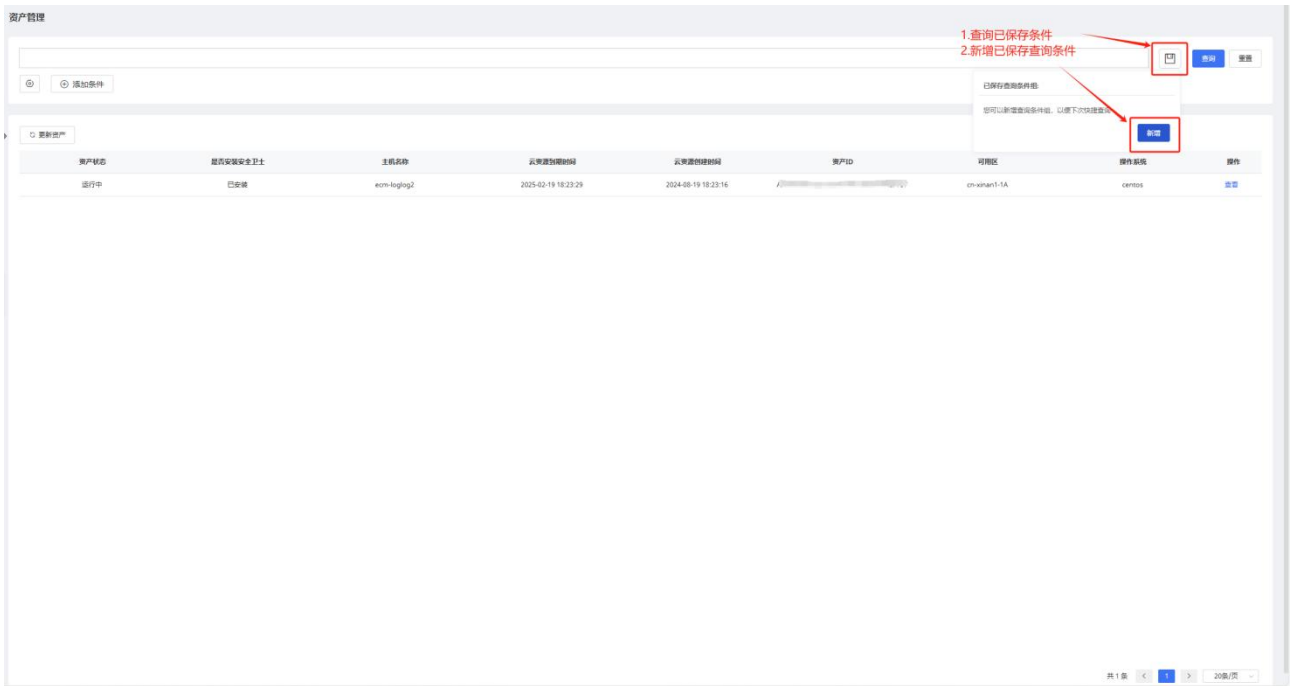 资产管理
1.查询已保存条件
2.新增已保存查询条件
查询 重置
添加条件
已保存查询条件组:
您可以新增查询条件组，以便下次快捷查询
新增
更新资产
资产状态 是否安装安全卫士 主机名称 云资源到期时间 云资源创建时间 资产ID 可用区 操作系统 操作
运行中 已安装 ecm-loglog2 2025-02-19 18:23:29 2024-08-19 18:23:16 cn-xinan1-1A centos 查看
共 1 条 < 1 > 20条/页